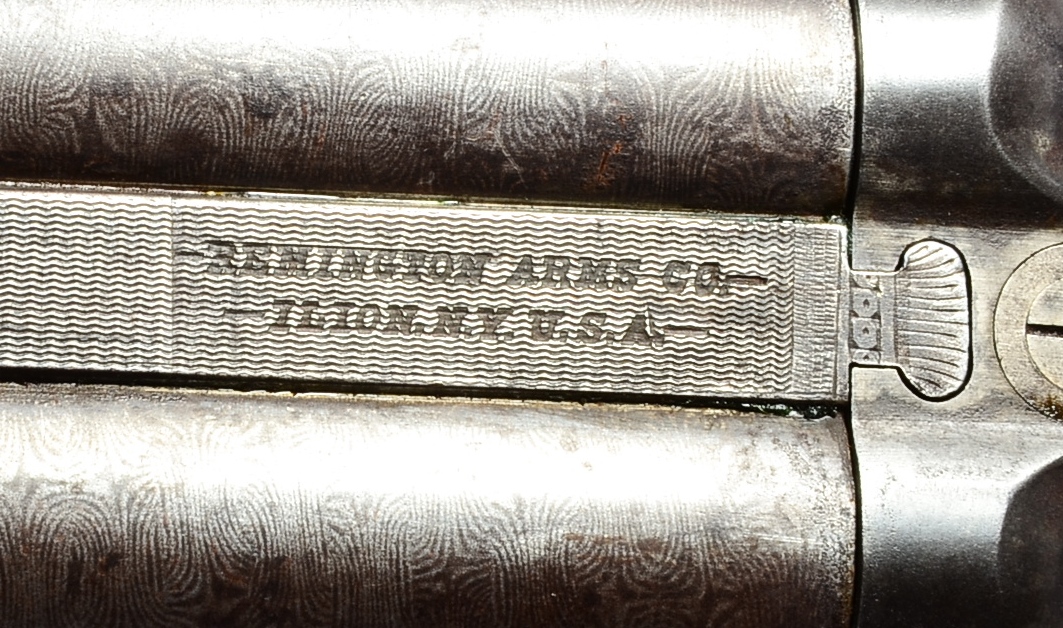 -REMINGTON ARMS CO.-
-ILION. N.Y. U.S.A.-